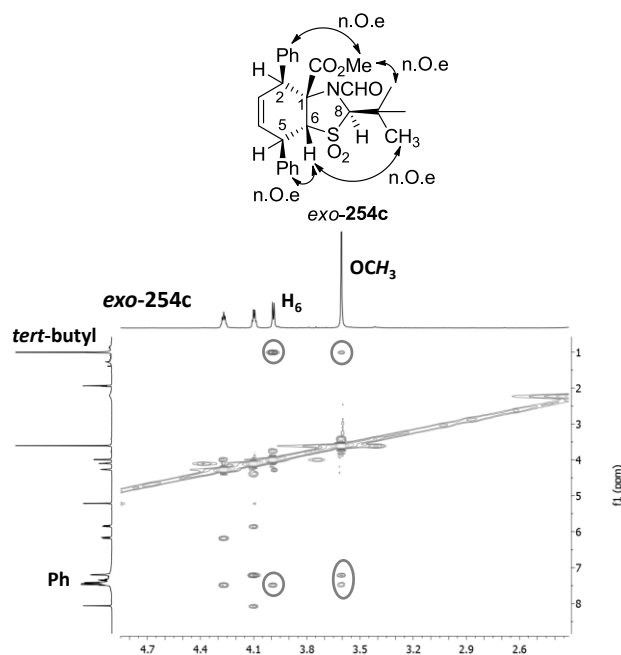 n.O.e
Ph CO₂Me n.O.e
H NCHO
2 1 8
6 H
5 S
H H O₂ CH₃
Ph
n.O.e n.O.e
exo-254c
OCH₃
exo-254c H₆
tert-butyl
1
2
3
4
5
6
7
8
f1 (ppm)
Ph
4.7 4.4 4.1 3.8 3.5 3.2 2.9 2.6